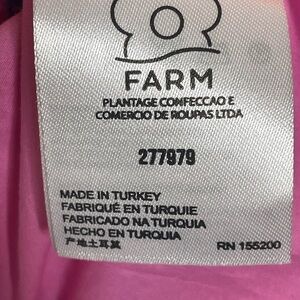 FARM
PLANTAGE CONFECCAO E
COMERCIO DE ROUPAS LTDA
277979
MADE IN TURKEY
FABRIQUÉ EN TURQUIE
FABRICADO NA TURQUIA
HECHO EN TURQUIA
产地土耳其
RN 155200